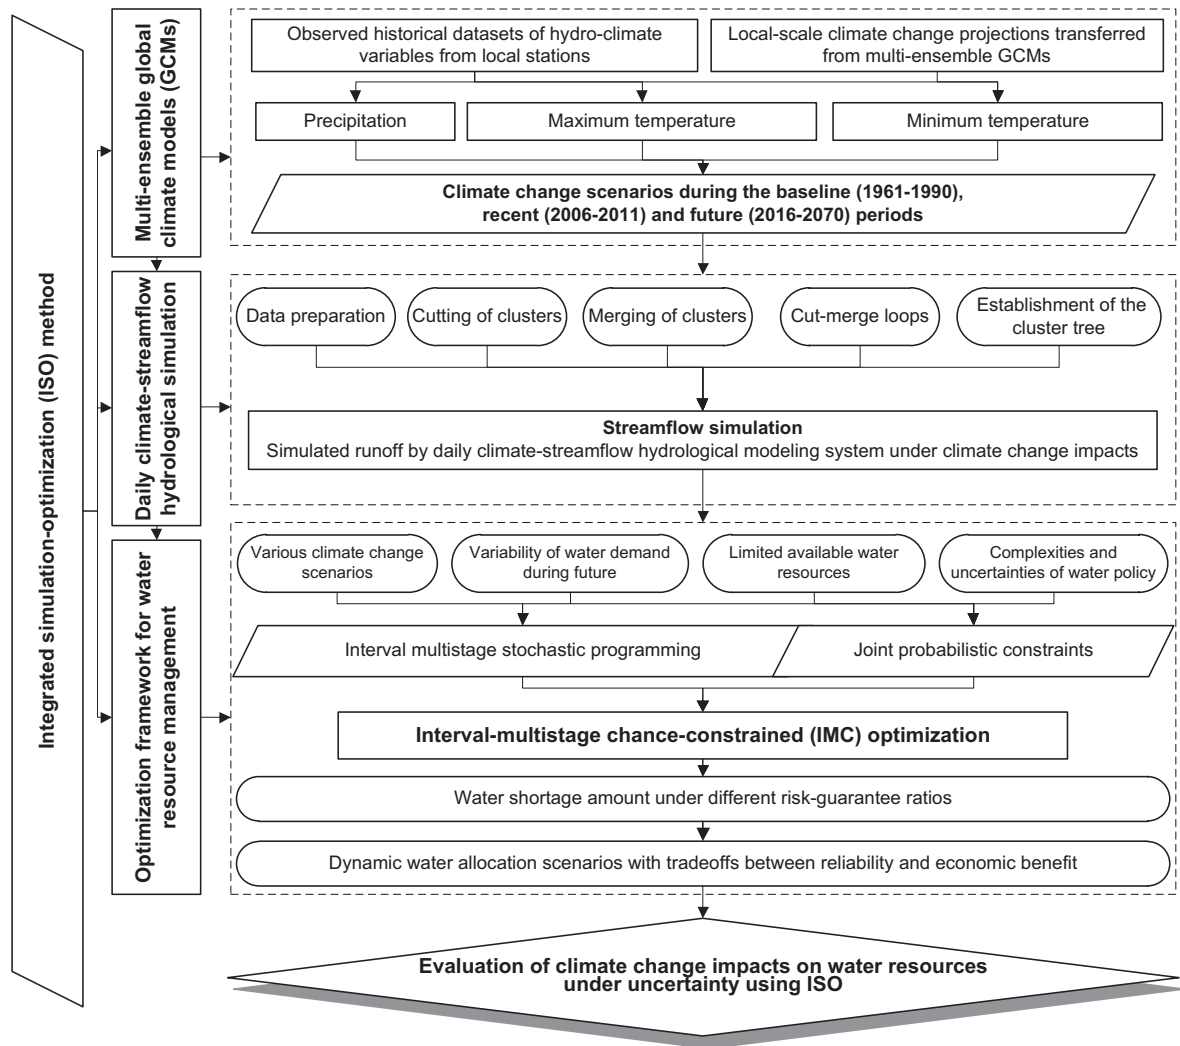 Integrated simulation-optimization (ISO) method
Multi-ensemble global
climate models (GCMs)
Observed historical datasets of hydro-climate
variables from local stations
Local-scale climate change projections transferred
from multi-ensemble GCMs
Precipitation
Maximum temperature
Minimum temperature
Climate change scenarios during the baseline (1961-1990),
recent (2006-2011) and future (2016-2070) periods
Daily climate-streamflow
hydrological simulation
Data preparation
Cutting of clusters
Merging of clusters
Cut-merge loops
Establishment of the
cluster tree
Streamflow simulation
Simulated runoff by daily climate-streamflow hydrological modeling system under climate change impacts
Optimization framework for water
resource management
Various climate change
scenarios
Variability of water demand
during future
Limited available water
resources
Complexities and
uncertainties of water policy
Interval multistage stochastic programming
Joint probabilistic constraints
Interval-multistage chance-constrained (IMC) optimization
Water shortage amount under different risk-guarantee ratios
Dynamic water allocation scenarios with tradeoffs between reliability and economic benefit
Evaluation of climate change impacts on water resources
under uncertainty using ISO